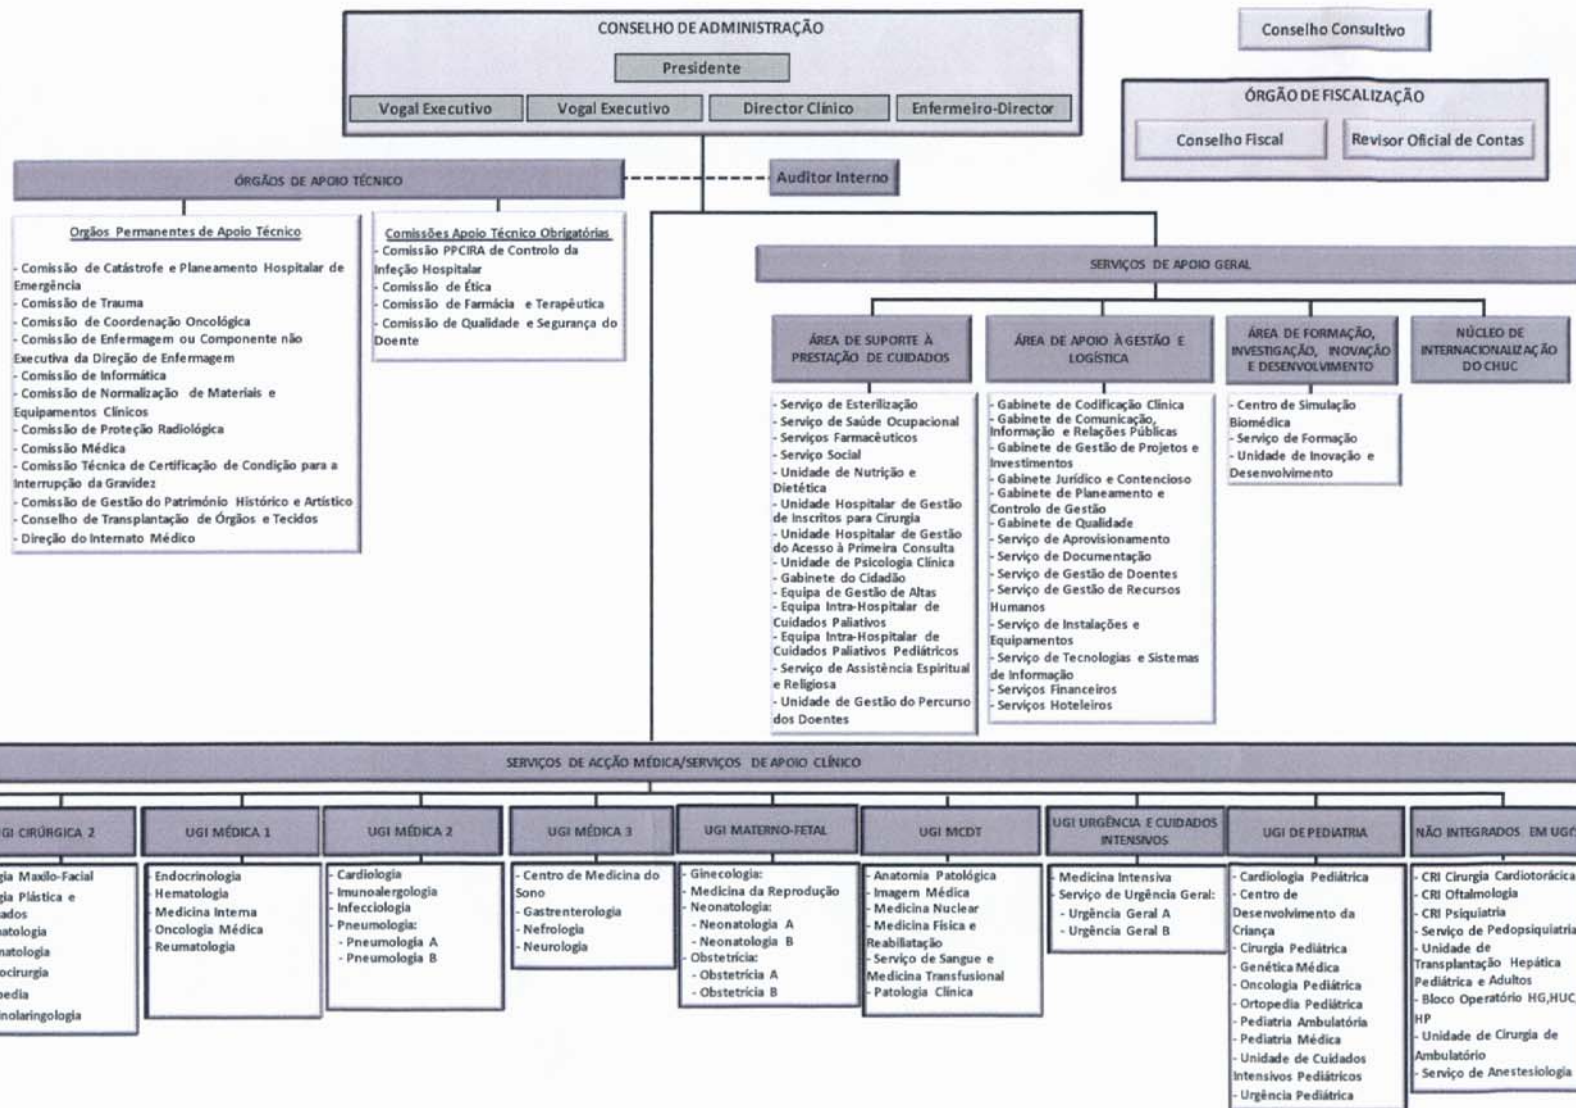 CONSELHO DE ADMINISTRAÇÃO
Presidente
Vogal Executivo
Vogal Executivo
Director Clínico
Enfermeiro-Director
Conselho Consultivo
ÓRGÃO DE FISCALIZAÇÃO
Conselho Fiscal
Revisor Oficial de Contas
ÓRGÃOS DE APOIO TÉCNICO
Auditor Interno
Orgãos Permanentes de Apoio Técnico
- Comissão de Catástrofe e Planeamento Hospitalar de
Emergência
- Comissão de Trauma
- Comissão de Coordenação Oncológica
- Comissão de Enfermagem ou Componente não
Executiva da Direção de Enfermagem
- Comissão de Informática
- Comissão de Normalização de Materiais e
Equipamentos Clínicos
- Comissão de Proteção Radiológica
- Comissão Médica
- Comissão Técnica de Certificação de Condição para a
Interrupção da Gravidez
- Comissão de Gestão do Património Histórico e Artístico
- Conselho de Transplantação de Órgãos e Tecidos
- Direção do Internato Médico
Comissões Apoio Técnico Obrigatórias
- Comissão PPCIRA de Controlo da
Infeção Hospitalar
- Comissão de Ética
- Comissão de Farmácia e Terapêutica
- Comissão de Qualidade e Segurança do
Doente
SERVIÇOS DE APOIO GERAL
ÁREA DE SUPORTE À
PRESTAÇÃO DE CUIDADOS
- Serviço de Esterilização
- Serviço de Saúde Ocupacional
- Serviços Farmacêuticos
- Serviço Social
- Unidade de Nutrição e
Dietética
- Unidade Hospitalar de Gestão
de Inscritos para Cirurgia
- Unidade Hospitalar de Gestão
do Acesso à Primeira Consulta
- Unidade de Psicologia Clínica
- Gabinete do Cidadão
- Equipa de Gestão de Altas
- Equipa Intra-Hospitalar de
Cuidados Paliativos
- Equipa Intra-Hospitalar de
Cuidados Paliativos Pediátricos
- Serviço de Assistência Espiritual
e Religiosa
- Unidade de Gestão do Percurso
dos Doentes
ÁREA DE APOIO À GESTÃO E
LOGÍSTICA
- Gabinete de Codificação Clínica
- Gabinete de Comunicação,
Informação e Relações Públicas
- Gabinete de Gestão de Projetos e
Investimentos
- Gabinete Jurídico e Contencioso
- Gabinete de Planeamento e
Controlo de Gestão
- Gabinete de Qualidade
- Serviço de Aprovisionamento
- Serviço de Documentação
- Serviço de Gestão de Doentes
- Serviço de Gestão de Recursos
Humanos
- Serviço de Instalações e
Equipamentos
- Serviço de Tecnologias e Sistemas
de Informação
- Serviços Financeiros
- Serviços Hoteleiros
ÁREA DE FORMAÇÃO,
INVESTIGAÇÃO, INOVAÇÃO
E DESENVOLVIMENTO
- Centro de Simulação
Biomédica
- Serviço de Formação
- Unidade de Inovação e
Desenvolvimento
NÚCLEO DE
INTERNACIONALIZAÇÃO
DO CHUC
SERVIÇOS DE ACÇÃO MÉDICA/SERVIÇOS DE APOIO CLÍNICO
GI CIRÚRGICA 2
gia Maxilo-Facial
gia Plástica e
ados
atologia
natologia
ocirurgia
pedia
inolaringologia
UGI MÉDICA 1
- Endocrinologia
- Hematologia
- Medicina Interna
- Oncologia Médica
- Reumatologia
UGI MÉDICA 2
- Cardiologia
- Imunoalergologia
- Infecciologia
- Pneumologia:
- Pneumologia A
- Pneumologia B
UGI MÉDICA 3
- Centro de Medicina do
Sono
- Gastrenterologia
- Nefrologia
- Neurologia
UGI MATERNO-FETAL
- Ginecologia:
- Medicina da Reprodução
- Neonatologia:
- Neonatologia A
- Neonatologia B
- Obstetrícia:
- Obstetrícia A
- Obstetrícia B
UGI MCDT
- Anatomia Patológica
- Imagem Médica
- Medicina Nuclear
- Medicina Física e
Reabiliatação
- Serviço de Sangue e
Medicina Transfusional
- Patologia Clínica
UGI URGÊNCIA E CUIDADOS
INTENSIVOS
- Medicina Intensiva
- Serviço de Urgência Geral:
- Urgência Geral A
- Urgência Geral B
UGI DE PEDIATRIA
- Cardiologia Pediátrica
- Centro de
Desenvolvimento da
Criança
- Cirurgia Pediátrica
- Genética Médica
- Oncologia Pediátrica
- Ortopedia Pediátrica
- Pediatria Ambulatória
- Pediatria Médica
- Unidade de Cuidados
Intensivos Pediátricos
- Urgência Pediátrica
NÃO INTEGRADOS EM UGI
- CRI Cirurgia Cardiotorácica
- CRI Oftalmologia
- CRI Psiquiatria
- Serviço de Pedopsiquiatria
- Unidade de
Transplantação Hepática
Pediátrica e Adultos
- Bloco Operatório HG,HUC,
HP
- Unidade de Cirurgia de
Ambulatório
- Serviço de Anestesiologia